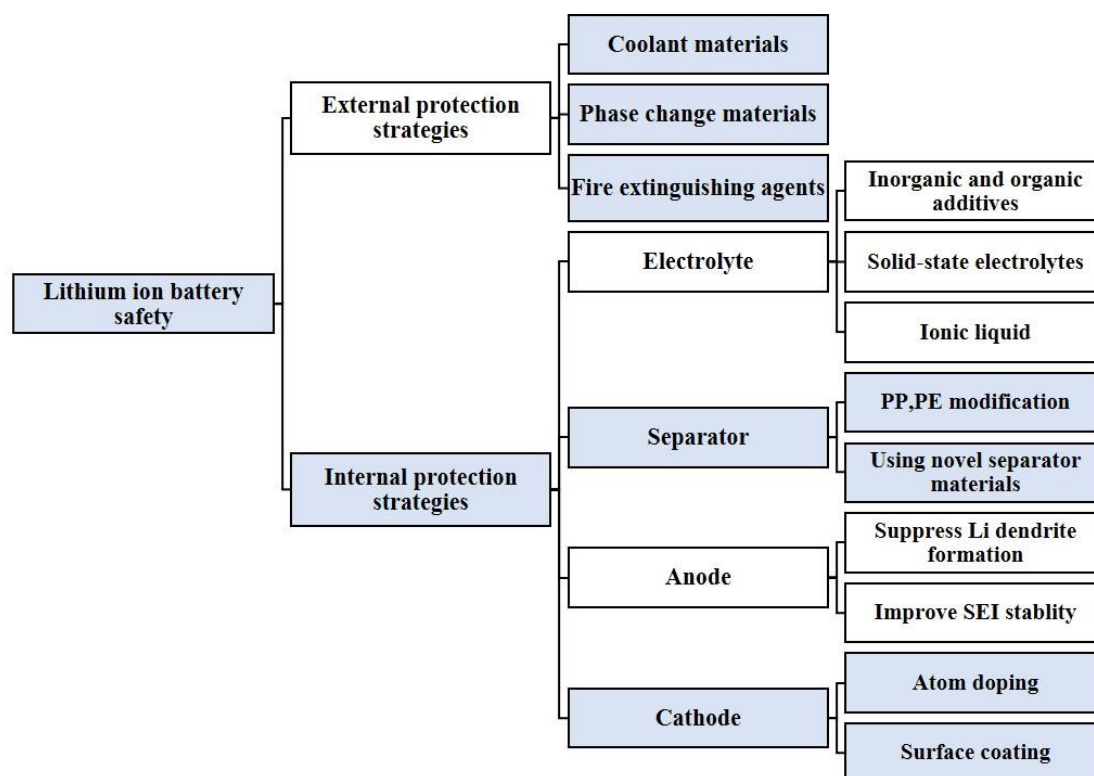 Lithium ion battery
safety
External protection
strategies
Coolant materials
Phase change materials
Fire extinguishing agents
Internal protection
strategies
Electrolyte
Inorganic and organic
additives
Solid-state electrolytes
Ionic liquid
Separator
PP,PE modification
Using novel separator
materials
Anode
Suppress Li dendrite
formation
Improve SEI stablity
Cathode
Atom doping
Surface coating